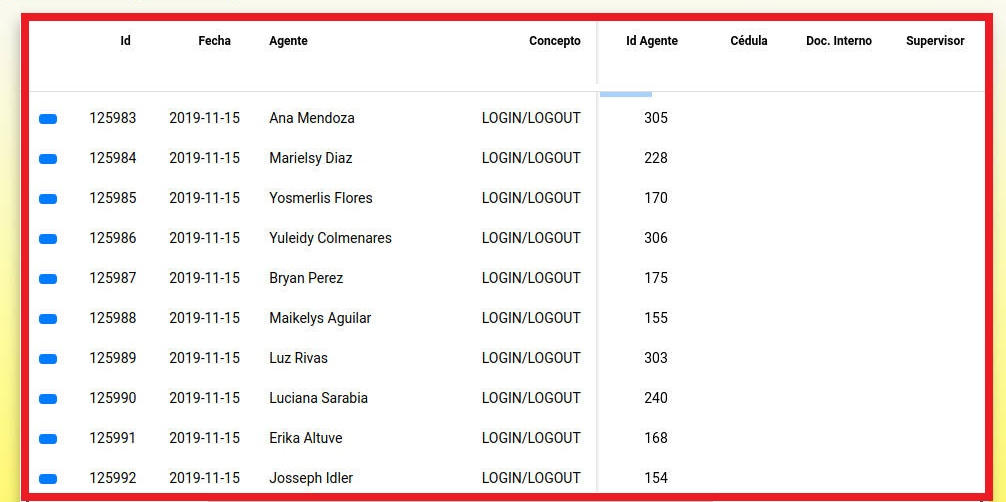 Id Fecha Agente Concepto Id Agente Cédula Doc. Interno Supervisor
125983 2019-11-15 Ana Mendoza LOGIN/LOGOUT 305
125984 2019-11-15 Marielsy Diaz LOGIN/LOGOUT 228
125985 2019-11-15 Yosmerlis Flores LOGIN/LOGOUT 170
125986 2019-11-15 Yuleidy Colmenares LOGIN/LOGOUT 306
125987 2019-11-15 Bryan Perez LOGIN/LOGOUT 175
125988 2019-11-15 Maikelys Aguilar LOGIN/LOGOUT 155
125989 2019-11-15 Luz Rivas LOGIN/LOGOUT 303
125990 2019-11-15 Luciana Sarabia LOGIN/LOGOUT 240
125991 2019-11-15 Erika Altuve LOGIN/LOGOUT 168
125992 2019-11-15 Josseph Idler LOGIN/LOGOUT 154